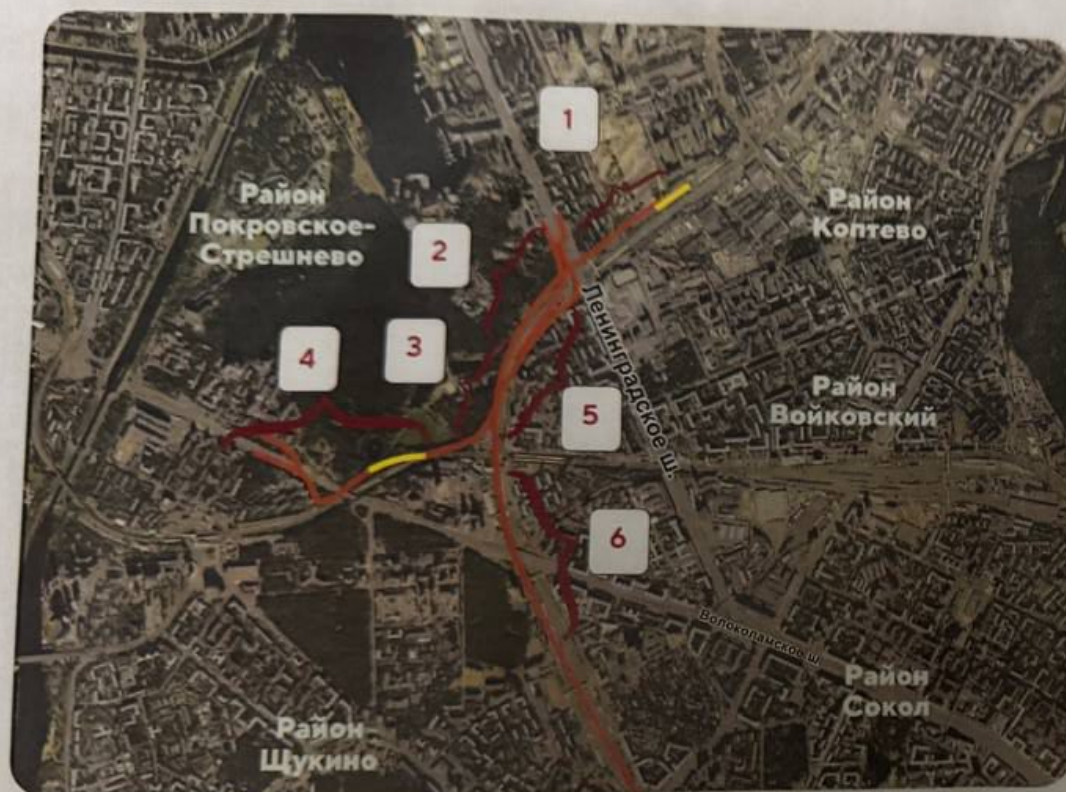 1
Район
Покровское-
Стрешнево
Район
Коптево
2
3
4
Ленинградское ш.
Район
Войковский
5
6
Волоколамское ш.
Район
Сокол
Район
Щукино